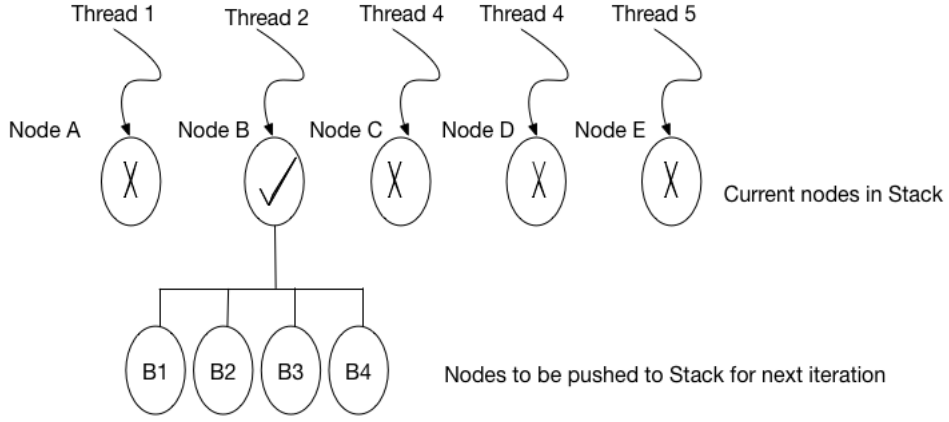 Thread 1
Thread 2
Thread 4
Thread 4
Thread 5
Node A
Node B
Node C
Node D
Node E
X
X
X
X
Current nodes in Stack
B1
B2
B3
B4
Nodes to be pushed to Stack for next iteration